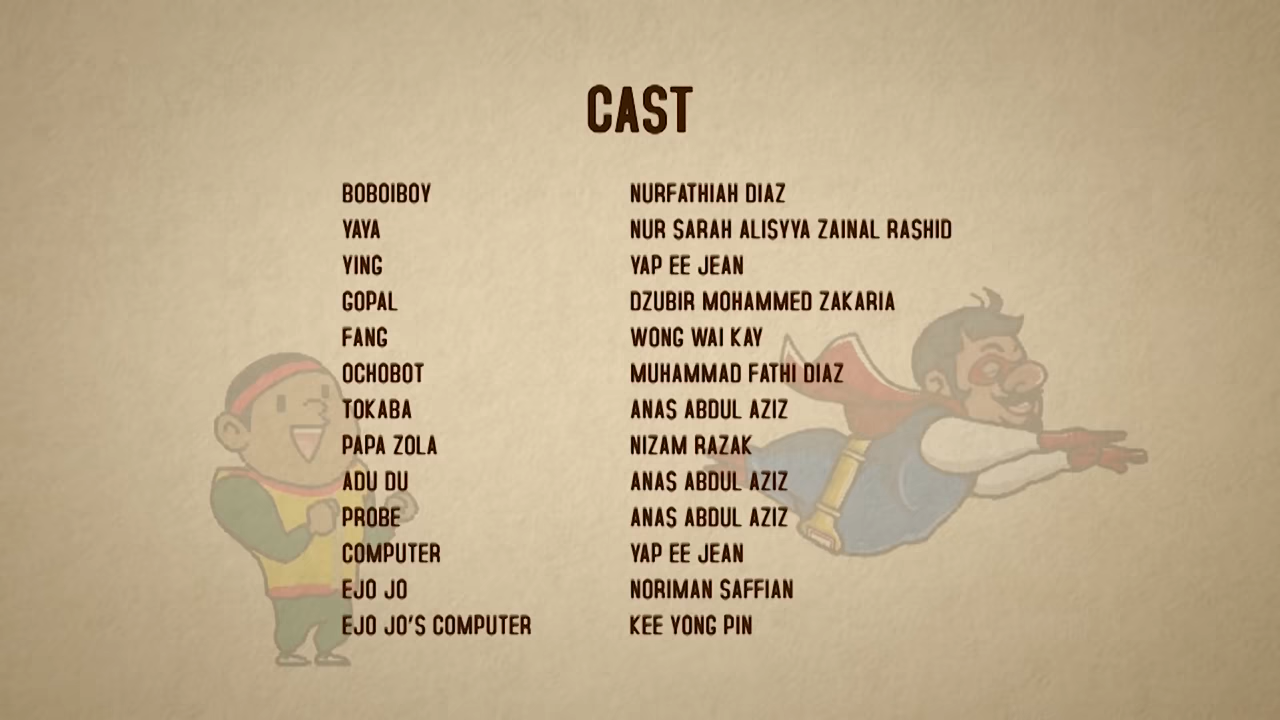 CAST
BOBOIBOY NURFATHIAH DIAZ
YAYA NUR SARAH ALISYYA ZAINAL RASHID
YING YAP EE JEAN
GOPAL DZUBIR MOHAMMED ZAKARIA
FANG WONG WAI KAY
OCHOBOT MUHAMMAD FATHI DIAZ
TOKABA ANAS ABDUL AZIZ
PAPA ZOLA NIZAM RAZAK
ADU DU ANAS ABDUL AZIZ
PROBE ANAS ABDUL AZIZ
COMPUTER YAP EE JEAN
EJO JO NORIMAN SAFFIAN
EJO JO'S COMPUTER KEE YONG PIN